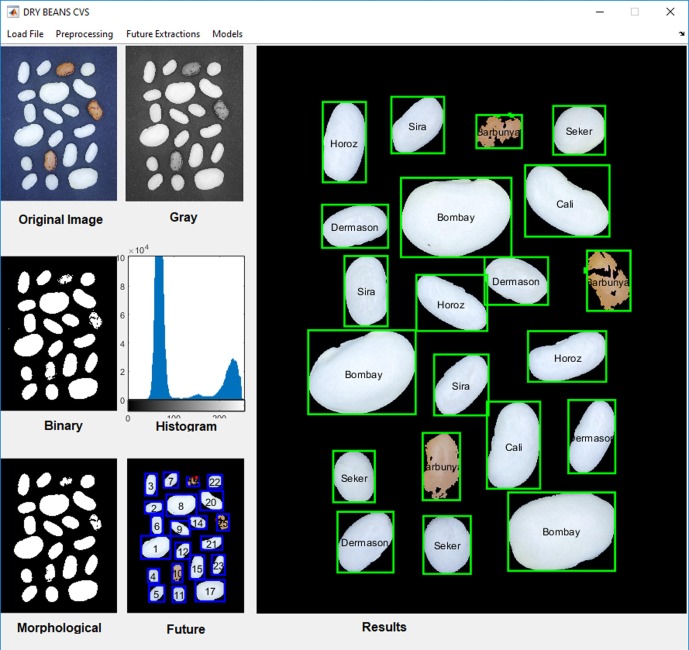 DRY BEANS CVS
Load File Preprocessing Future Extractions Models
Original Image
Gray
10 × 10^4
8
6
4
2
0
0 100 200
Binary
Histogram
3 7 22
2 8 20
6 9 14
1 12 21
4 15 23
5 11 17
Morphological
Future
Horoz Sira Barbunya Seker
Dermason Bombay Cali
Sira Horoz Dermason Barbunya
Bombay Sira Horoz
Cali Dermason
Seker arbunya
Dermason Seker Bombay
Results